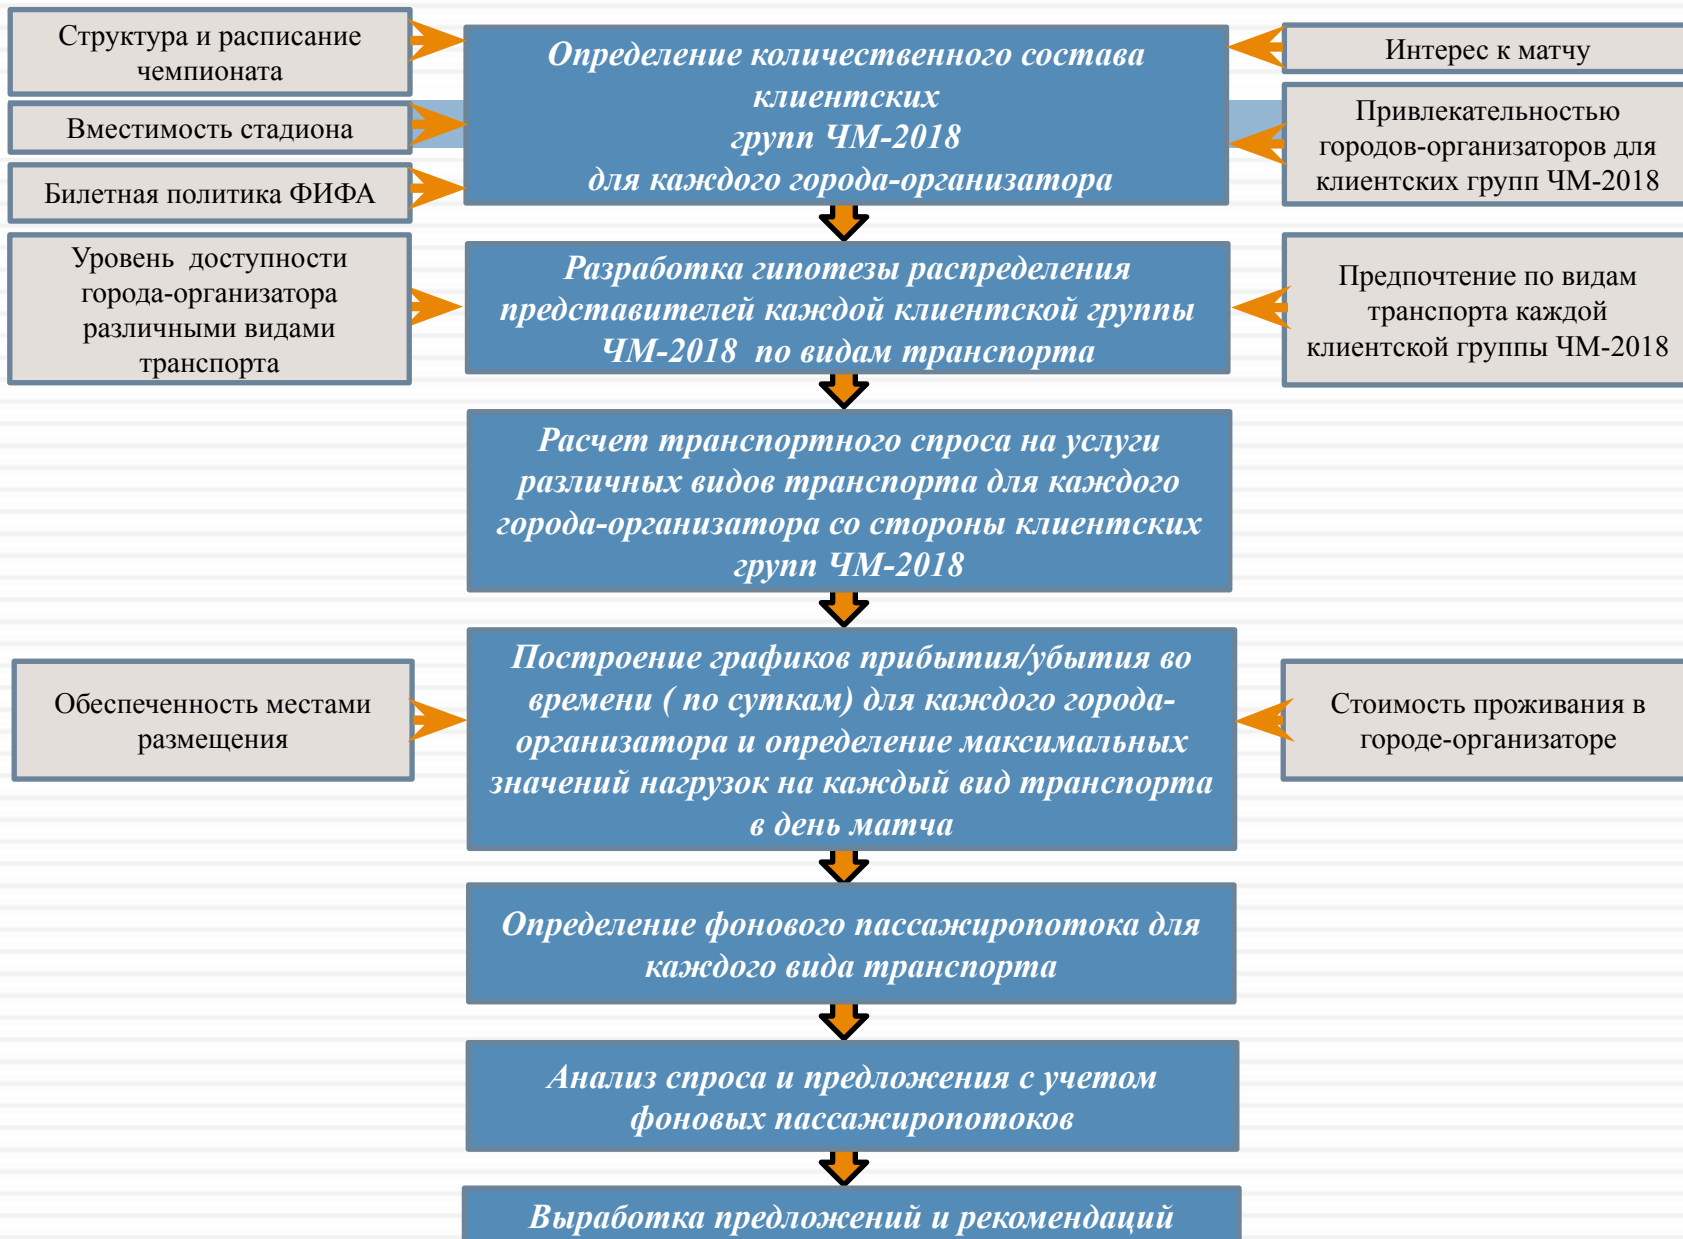 Структура и расписание
чемпионата
Вместимость стадиона
Билетная политика ФИФА
Определение количественного состава
клиентских
групп ЧМ-2018
для каждого города-организатора
Интерес к матчу
Привлекательностью
городов-организаторов для
клиентских групп ЧМ-2018
Уровень доступности
города-организатора
различными видами
транспорта
Разработка гипотезы распределения
представителей каждой клиентской группы
ЧМ-2018 по видам транспорта
Предпочтение по видам
транспорта каждой
клиентской группы ЧМ-2018
Расчет транспортного спроса на услуги
различных видов транспорта для каждого
города-организатора со стороны клиентских
групп ЧМ-2018
Обеспеченность местами
размещения
Построение графиков прибытия/убытия во
времени ( по суткам) для каждого города-
организатора и определение максимальных
значений нагрузок на каждый вид транспорта
в день матча
Стоимость проживания в
городе-организаторе
Определение фонового пассажиропотока для
каждого вида транспорта
Анализ спроса и предложения с учетом
фоновых пассажиропотоков
Выработка предложений и рекомендаций